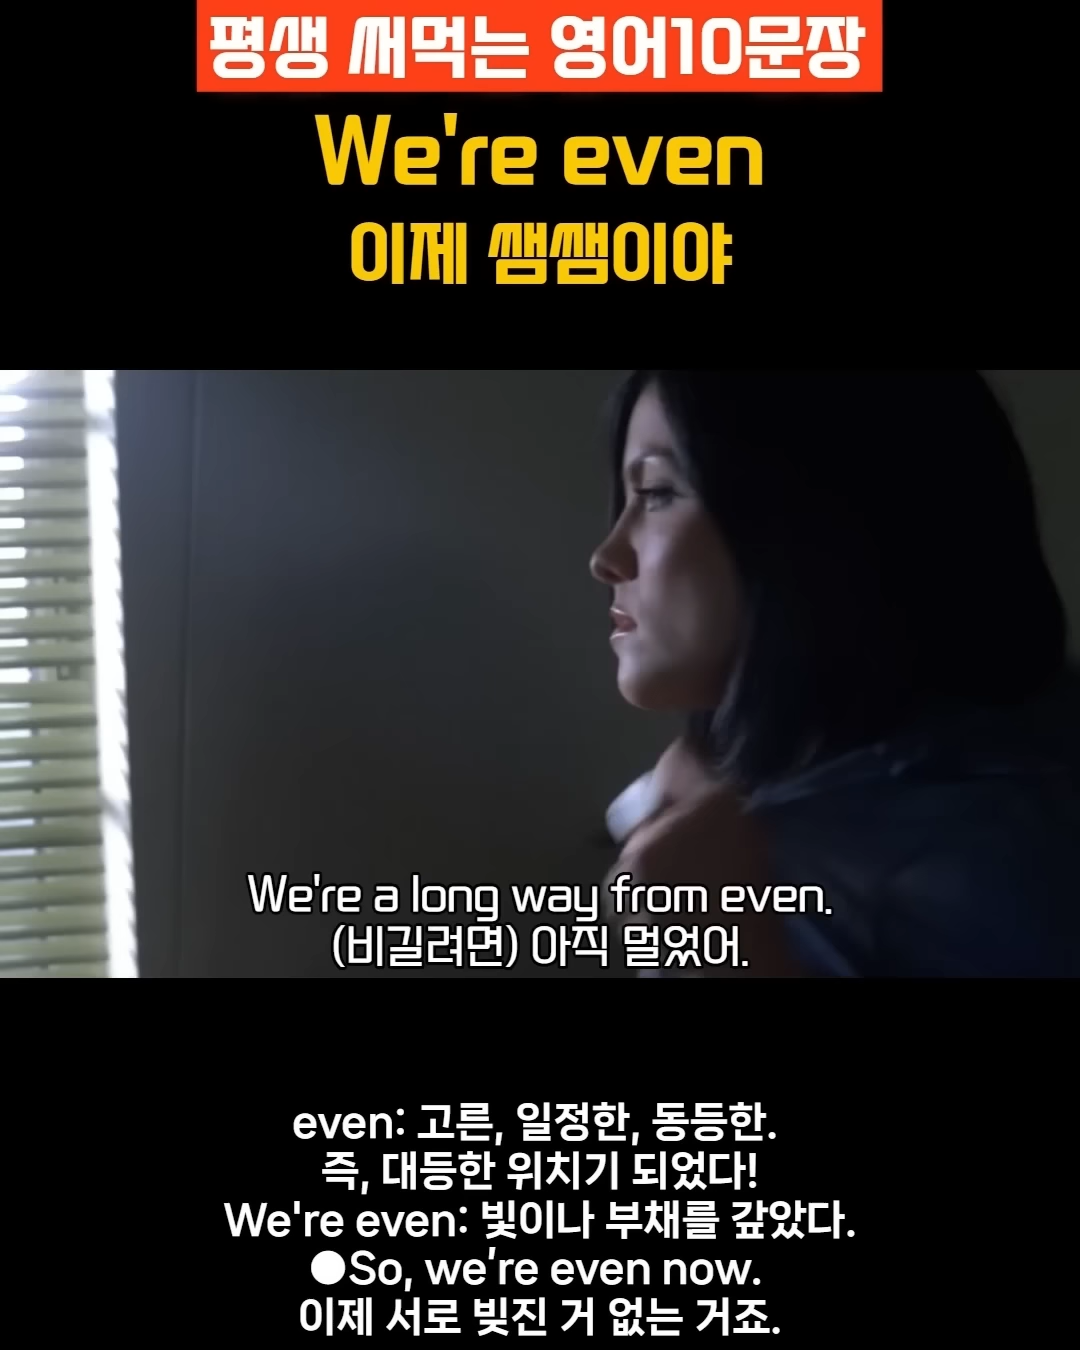 평생 써먹는 영어10문장
We're even
이제 쌤쌤이야
We're a long way from even.
(비길려면) 아직 멀었어.
even: 고른, 일정한, 동등한.
즉, 대등한 위치기 되었다!
We're even: 빛이나 부채를 갚았다.
●So, we’re even now.
이제 서로 빚진 거 없는 거죠.